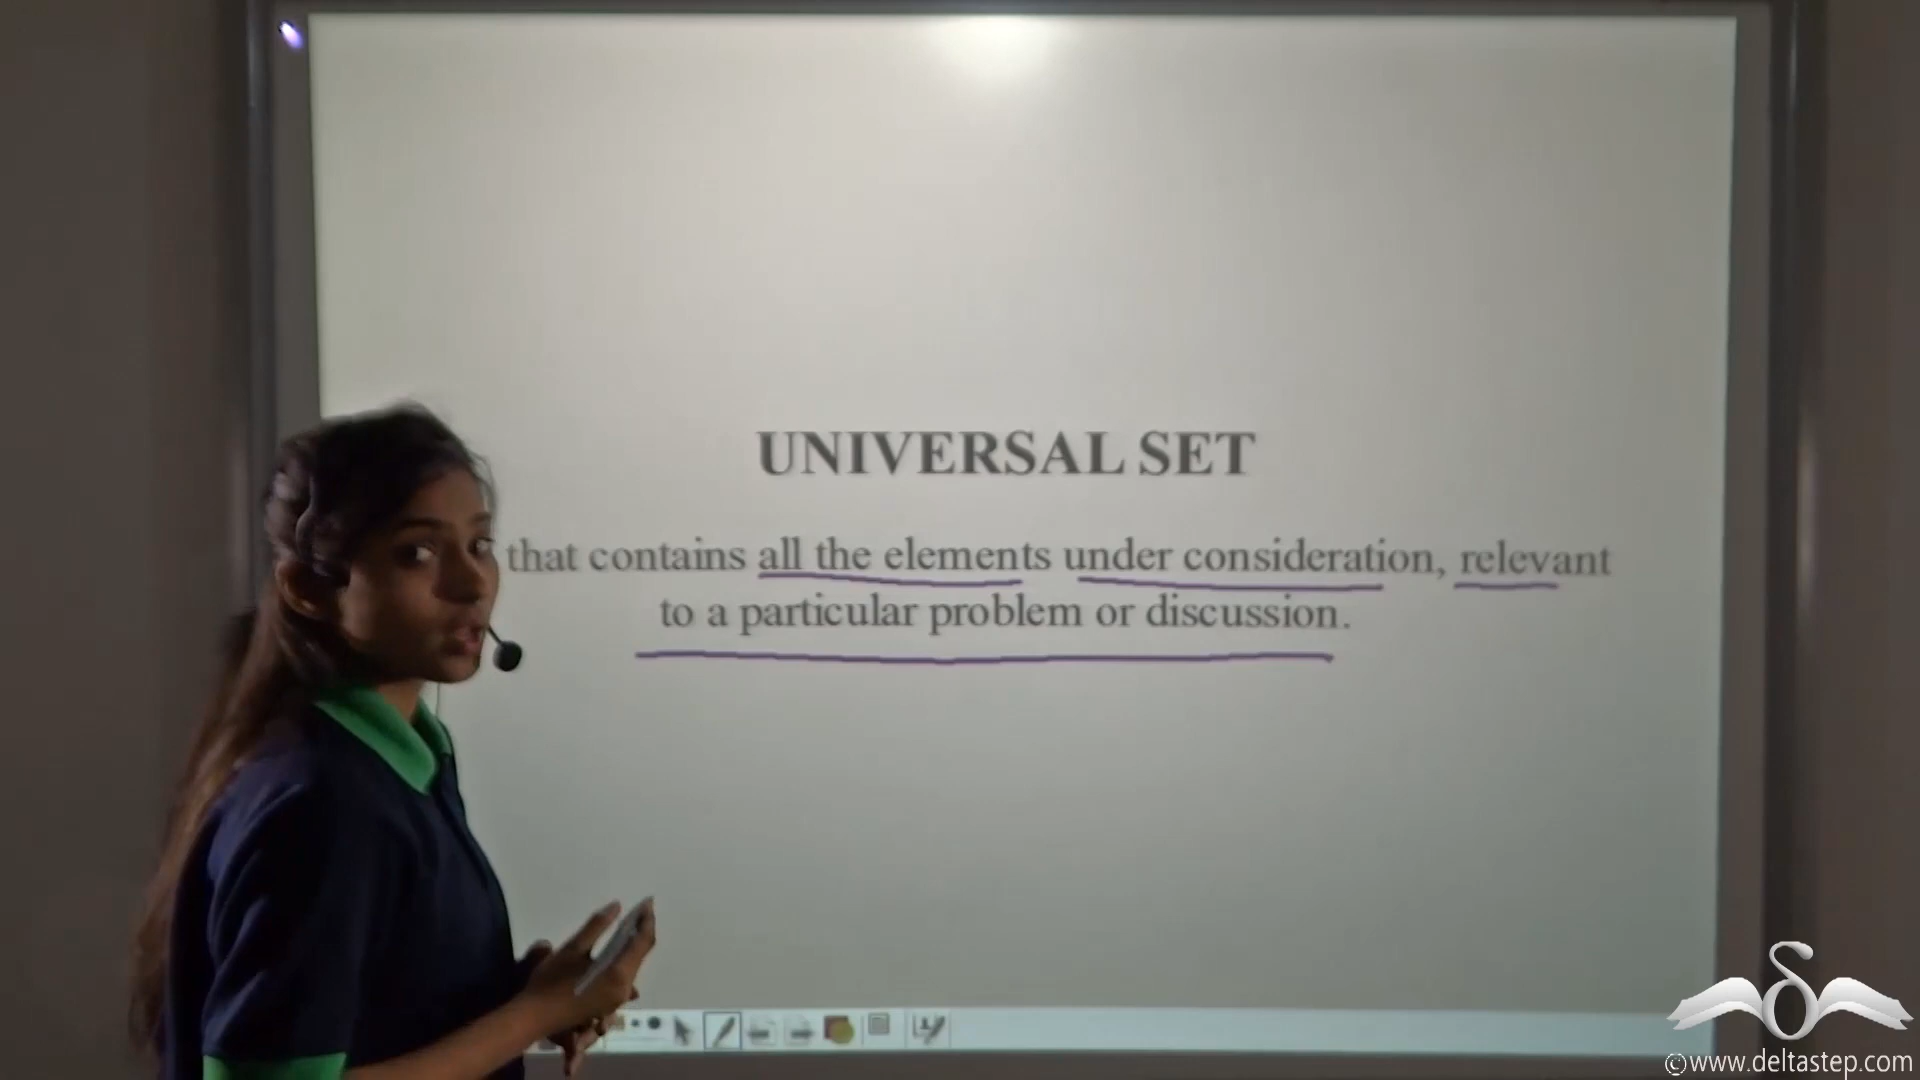 UNIVERSAL SET
that contains all the elements under consideration, relevant
to a particular problem or discussion.
©www.deltastep.com